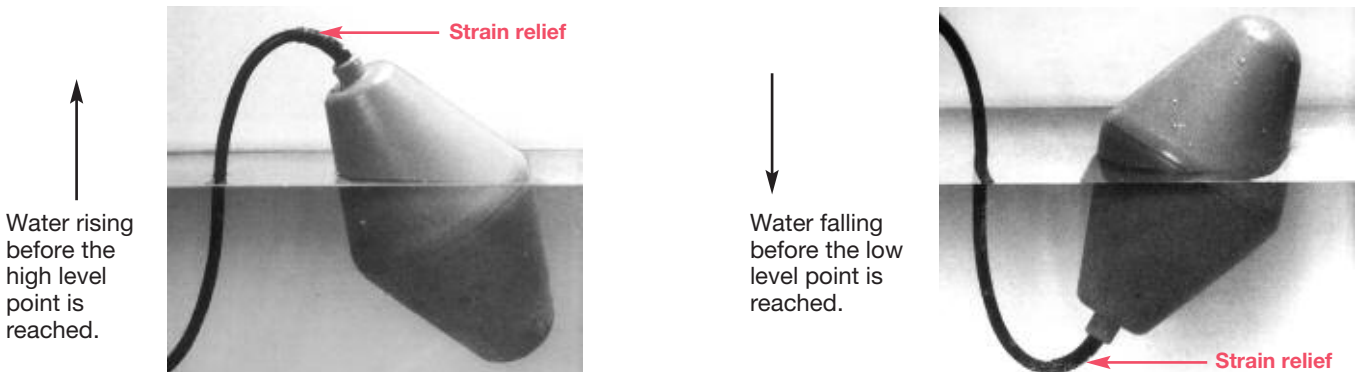 Strain relief
Water rising
before the
high level
point is
reached.
Water falling
before the low
level point is
reached.
Strain relief